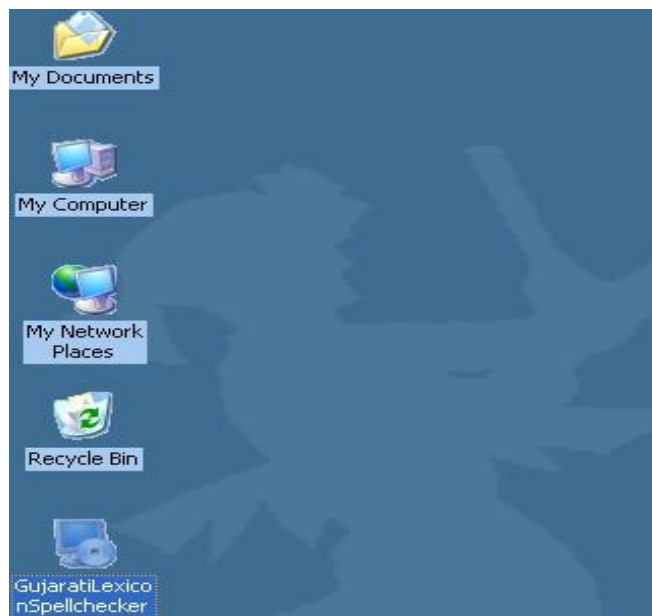 My Documents
My Computer
My Network
Places
Recycle Bin
GujaratiLexico
nSpellchecker